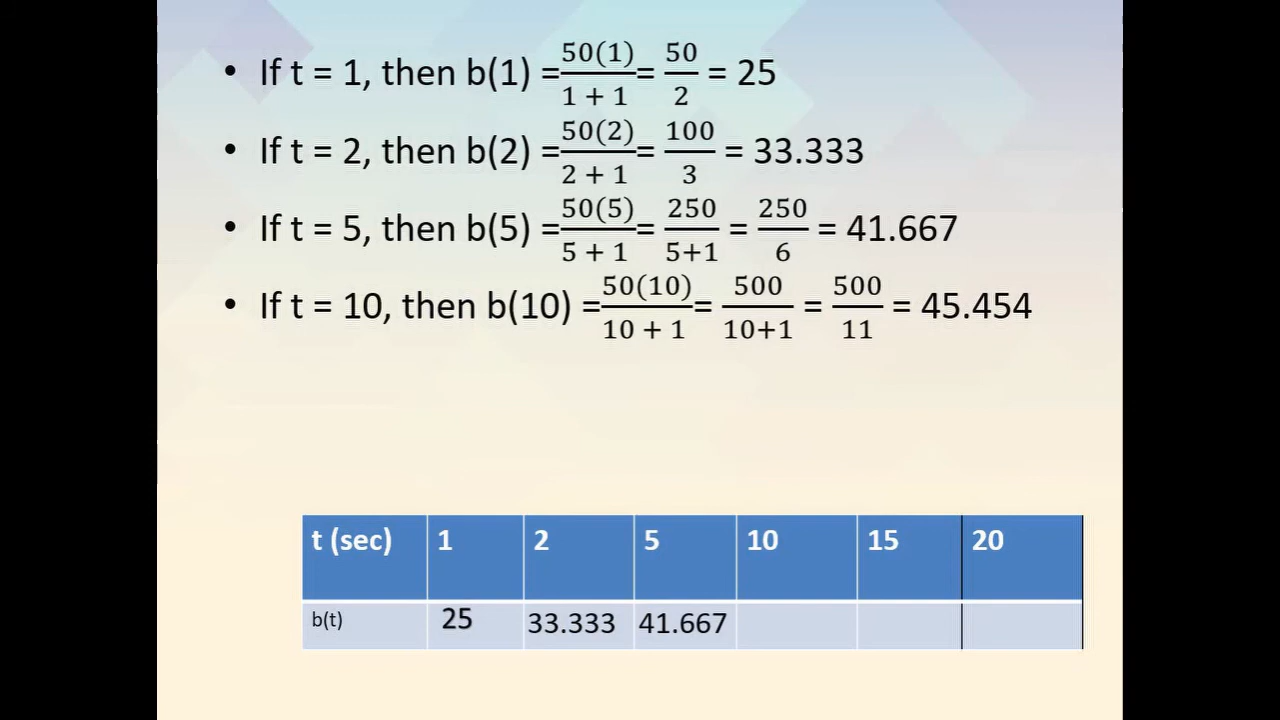 • If t = 1, then b(1) = 50(1)/1 + 1 = 50/2 = 25
• If t = 2, then b(2) = 50(2)/2 + 1 = 100/3 = 33.333
• If t = 5, then b(5) = 50(5)/5 + 1 = 250/5+1 = 250/6 = 41.667
• If t = 10, then b(10) = 50(10)/10 + 1 = 500/10+1 = 500/11 = 45.454
t (sec) 1 2 5 10 15 20
b(t) 25 33.333 41.667